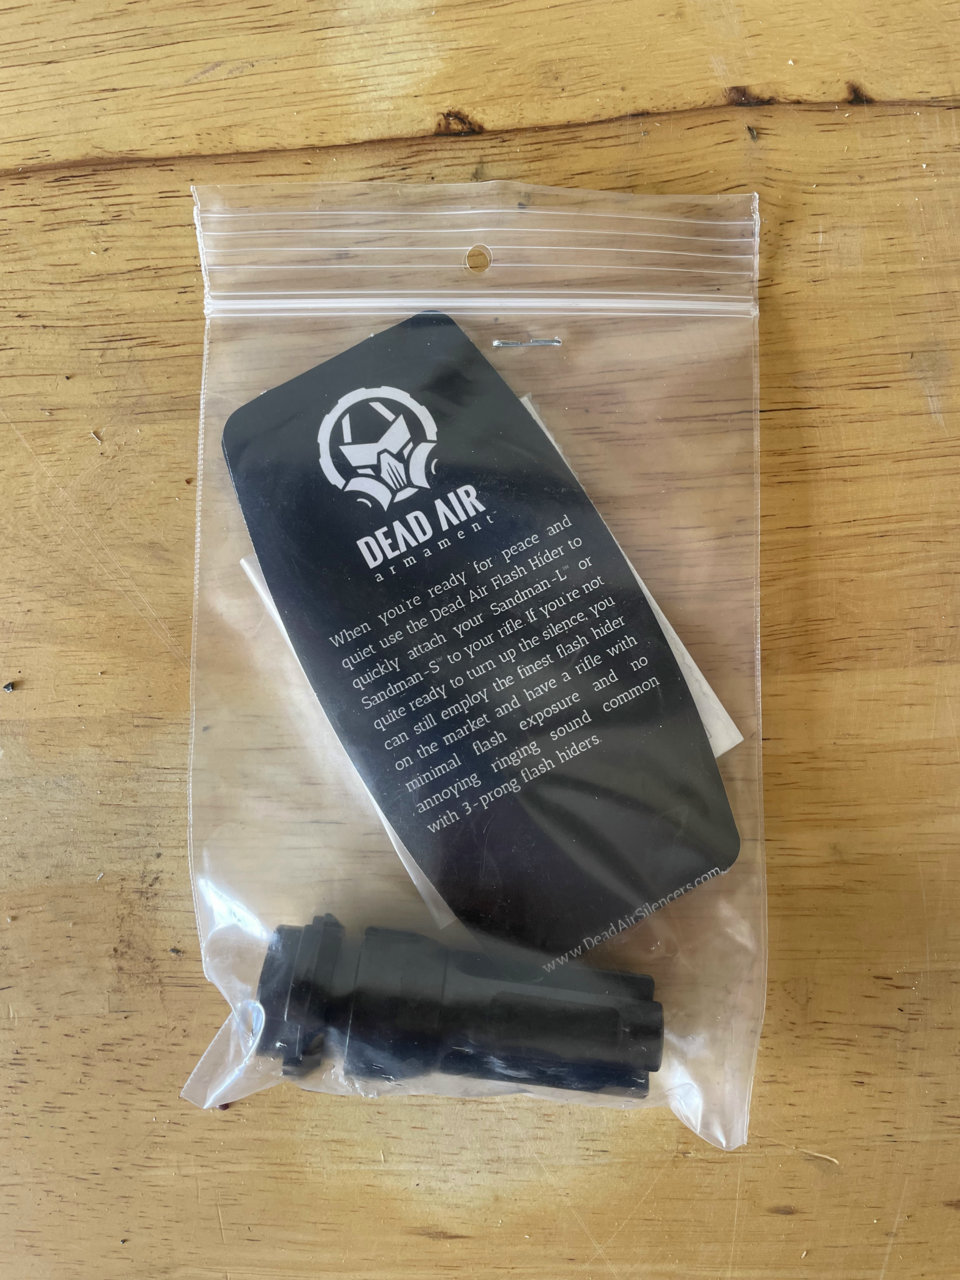 DEAD AIR
armament™
When you're ready for peace and
quiet use the Dead Air Flash Hider to
quickly attach your Sandman-L™ or
Sandman-S™ to your rifle. If you're not
quite ready to turn up the silence, you
can still employ the finest flash hider
on the market and have a rifle with
minimal flash exposure and no
annoying ringing sound common
with 3-prong flash hiders.
www.DeadAirSilencers.com